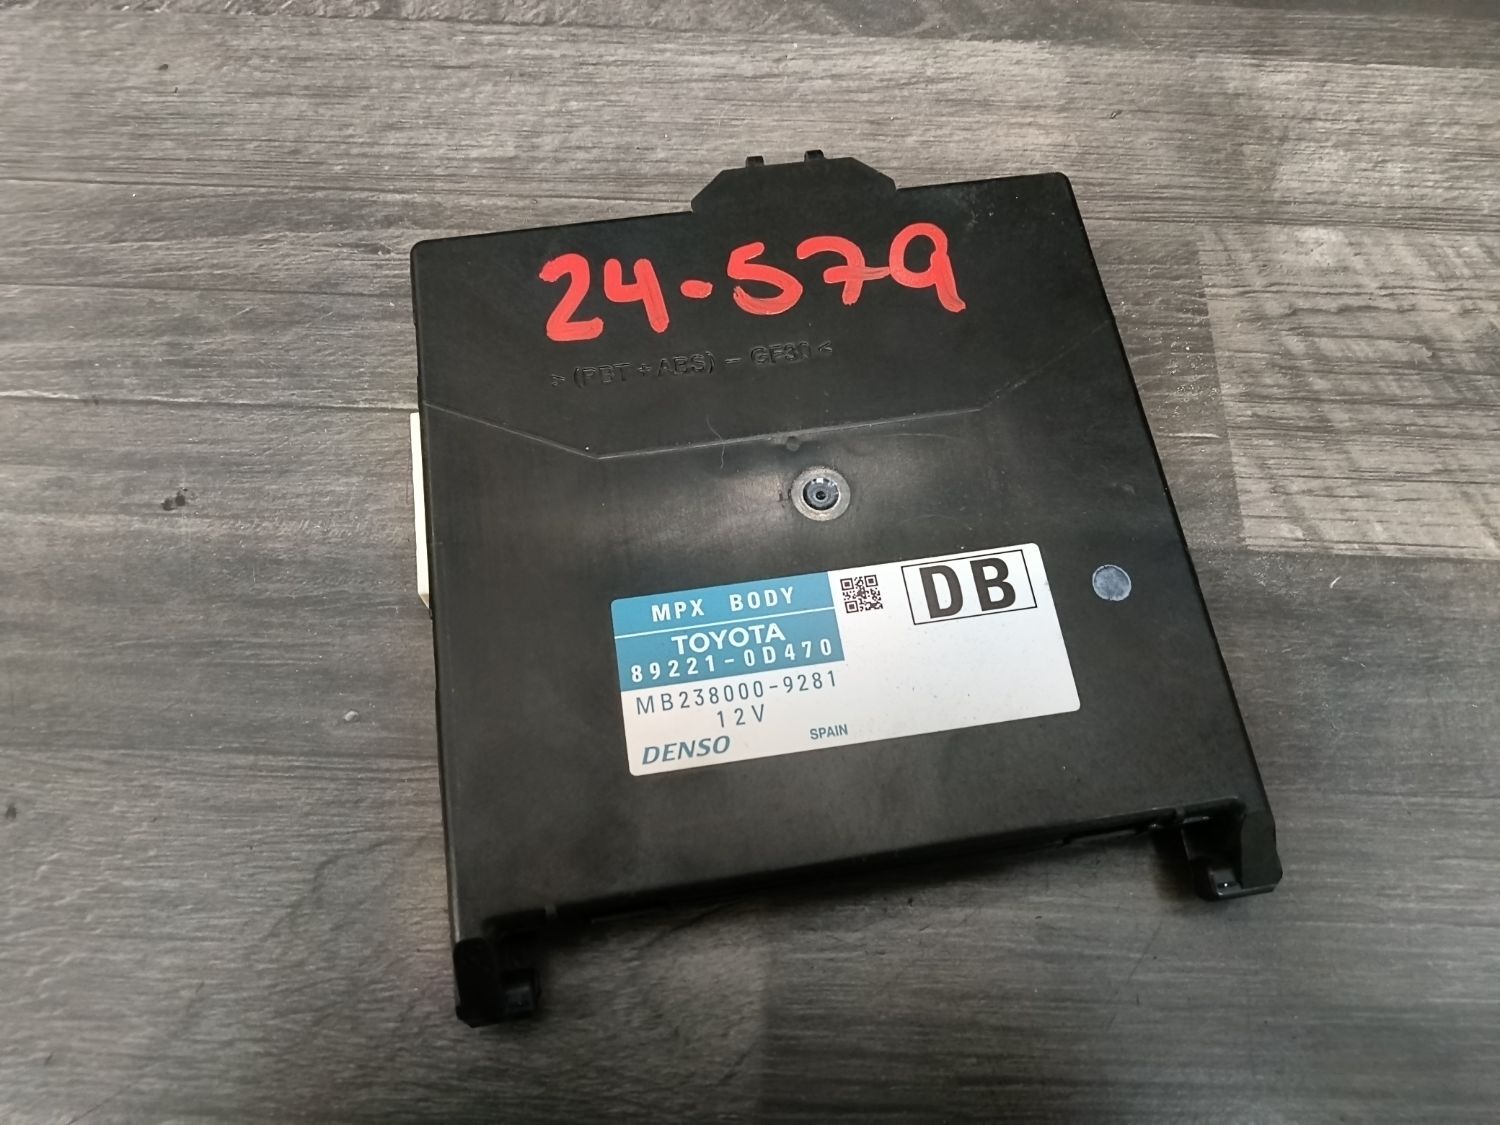 24-579
> (PBT + ABS) - GF30 <
MPX BODY
DB
TOYOTA
89221-0D470
MB238000-9281
12V
DENSO
SPAIN